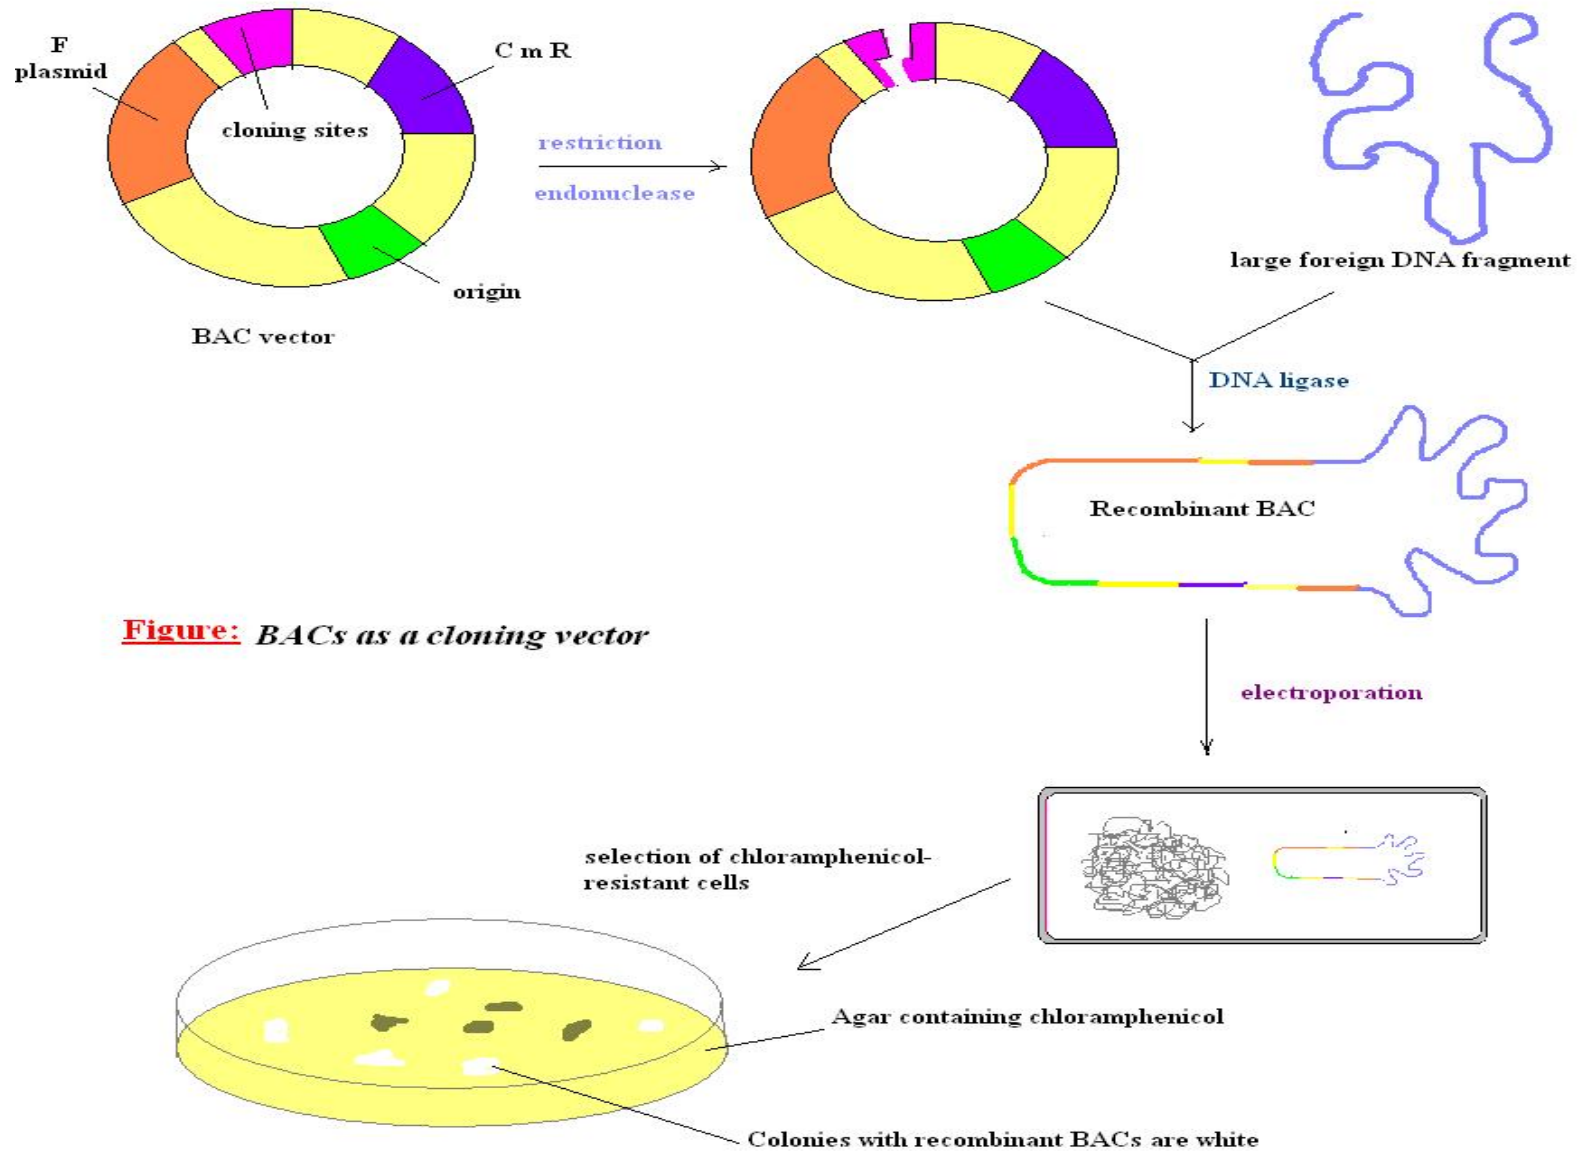 F
plasmid
C m R
cloning sites
origin
BAC vector
restriction
endonuclease
large foreign DNA fragment
DNA ligase
Recombinant BAC
Figure: BACs as a cloning vector
electroporation
selection of chloramphenicol-
resistant cells
Agar containing chloramphenicol
Colonies with recombinant BACs are white